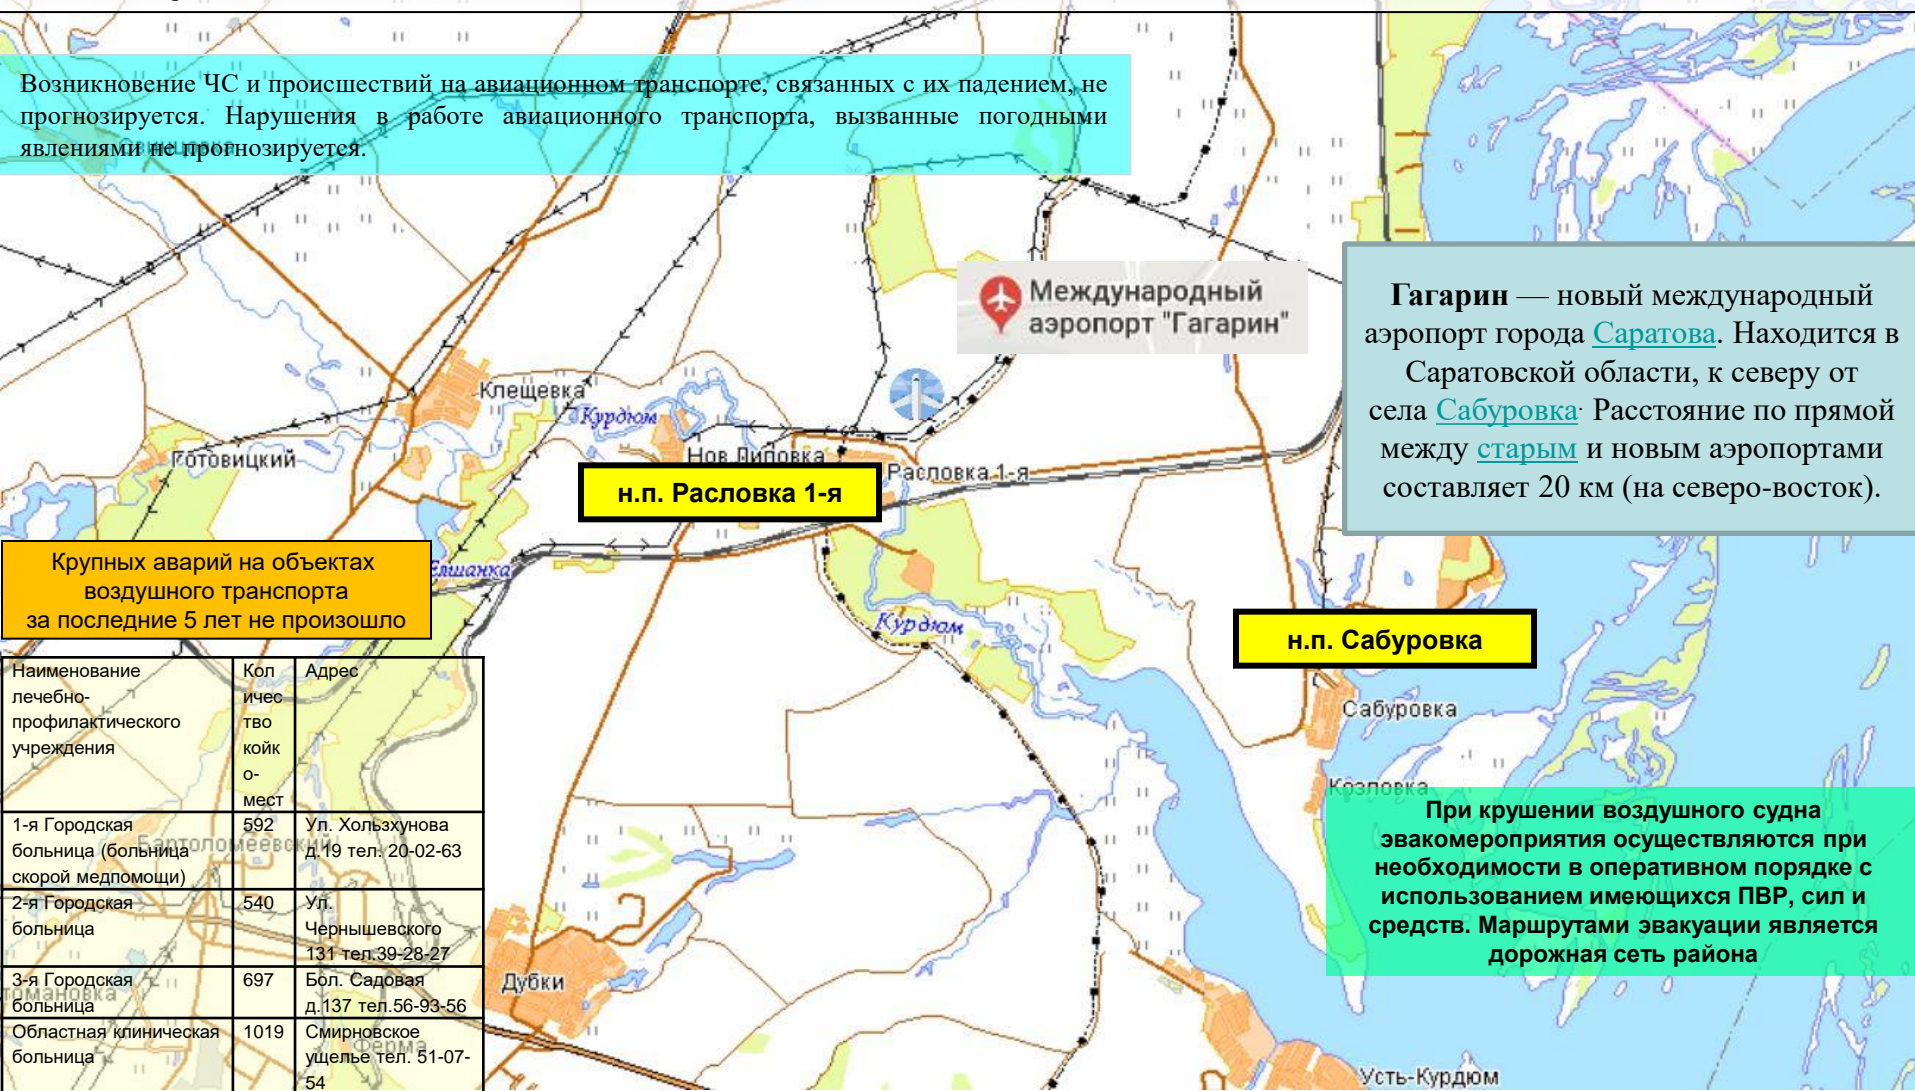 Возникновение ЧС и происшествий на авиационном транспорте, связанных с их падением, не
прогнозируется. Нарушения в работе авиационного транспорта, вызванные погодными
явлениями не прогнозируется.
Международный
аэропорт "Гагарин"
Гагарин — новый международный
аэропорт города Саратова. Находится в
Саратовской области, к северу от
села Сабуровка. Расстояние по прямой
между старым и новым аэропортами
составляет 20 км (на северо-восток).
Клещевка
Курдюм
Готовицкий
Нов.Липовка
Расловка 1-я
н.п. Расловка 1-я
Крупных аварий на объектах
воздушного транспорта
за последние 5 лет не произошло
Елшанка
Курдюм
н.п. Сабуровка
Сабуровка
Козловка
Наименование
лечебно-
профилактического
учреждения
Кол
ичес
тво
койк
о-
мест
Адрес
1-я Городская
больница (больница
скорой медпомощи)
592
Ул. Хользхунова
д.19 тел. 20-02-63
2-я Городская
больница
540
Ул.
Чернышевского
131 тел.39-28-27
3-я Городская
больница
697
Бол. Садовая
д.137 тел.56-93-56
Областная клиническая
больница
1019
Смирновское
ущелье тел. 51-07-
54
При крушении воздушного судна
эвакомероприятия осуществляются при
необходимости в оперативном порядке с
использованием имеющихся ПВР, сил и
средств. Маршрутами эвакуации является
дорожная сеть района
Дубки
Ферма
Усть-Курдюм